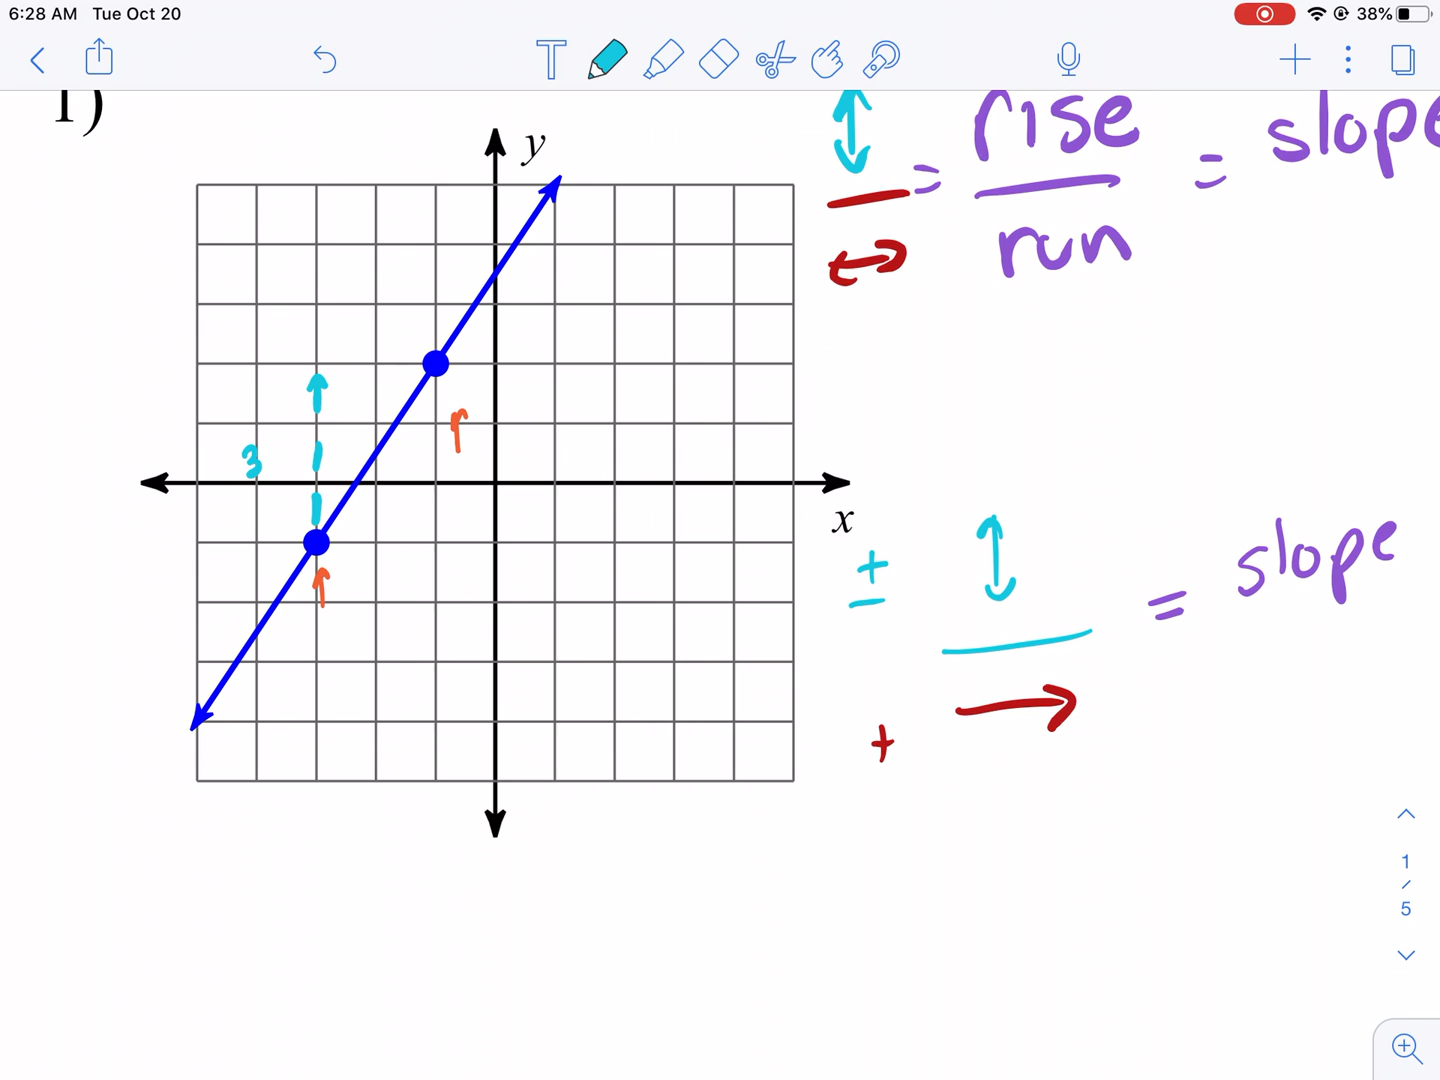 6:28 AM Tue Oct 20 38%
T
1)
y
rise
= = slope
run
3
x
+
− = slope
+
1
/
5